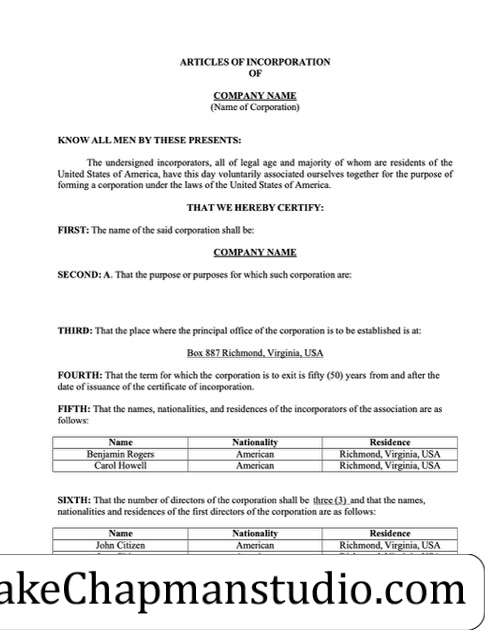 ARTICLES OF INCORPORATION
OF
COMPANY NAME
(Name of Corporation)
KNOW ALL MEN BY THESE PRESENTS:
The undersigned incorporators, all of legal age and majority of whom are residents of the
United States of America, have this day voluntarily associated ourselves together for the purpose of
forming a corporation under the laws of the United States of America.
THAT WE HEREBY CERTIFY:
FIRST: The name of the said corporation shall be:
COMPANY NAME
SECOND: A. That the purpose or purposes for which such corporation are:
THIRD: That the place where the principal office of the corporation is to be established is at:
Box 887 Richmond, Virginia, USA
FOURTH: That the term for which the corporation is to exit is fifty (50) years from and after the
date of issuance of the certificate of incorporation.
FIFTH: That the names, nationalities, and residences of the incorporators of the association are as
follows:
Name Nationality Residence
Benjamin Rogers American Richmond, Virginia, USA
Carol Howell American Richmond, Virginia, USA
SIXTH: That the number of directors of the corporation shall be three (3) and that the names,
nationalities and residences of the first directors of the corporation are as follows:
Name Nationality Residence
John Citizen American Richmond, Virginia, USA
akeChapmanstudio.com